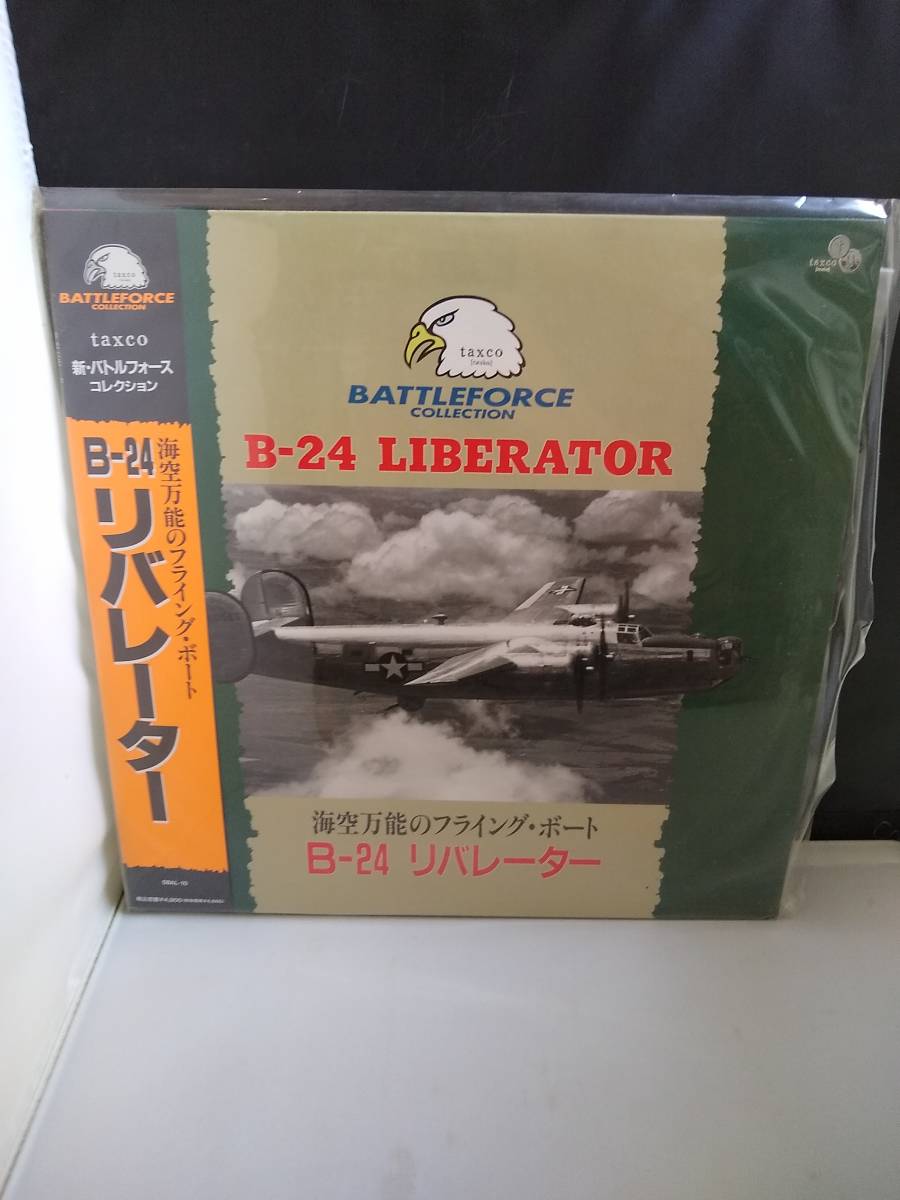 taxco
BATTLEFORCE
COLLECTION
taxco
新・バトルフォース
コレクション
海空万能のフライング・ボート
B-24
リバレーター
taxco
taxco
BATTLEFORCE
COLLECTION
B-24 LIBERATOR
海空万能のフライング・ボート
B-24 リバレーター